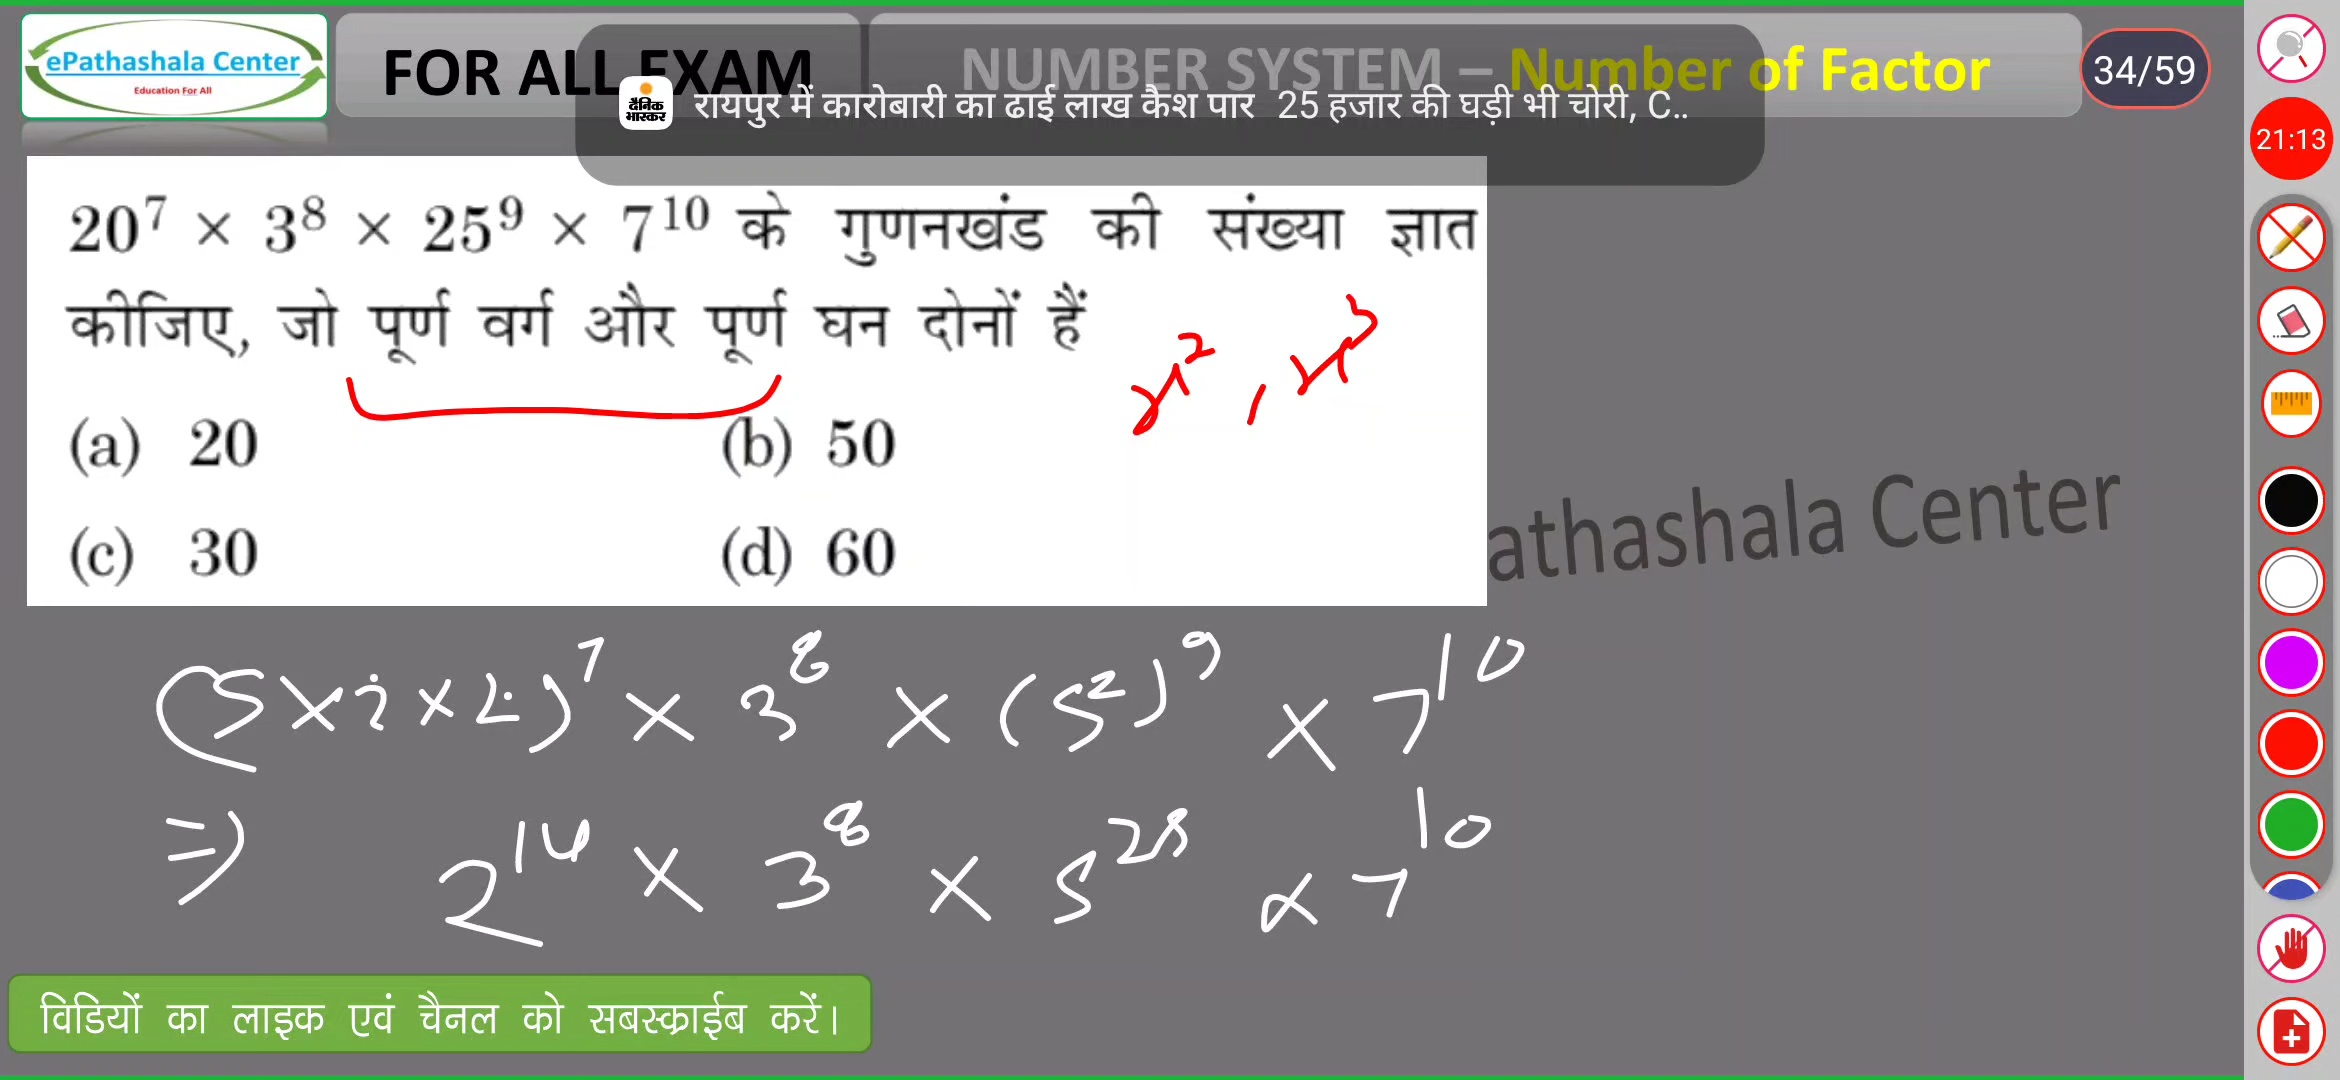 ePathashala Center
Education For All
FOR ALL EXAM
NUMBER SYSTEM – Number of Factor
34/59
21:13
दैनिक भास्कर
रायपुर में कारोबारी का ढाई लाख कैश पार 25 हजार की घड़ी भी चोरी, C..
20⁷ × 3⁸ × 25⁹ × 7¹⁰ के गुणनखंड की संख्या ज्ञात
कीजिए, जो पूर्ण वर्ग और पूर्ण घन दोनों हैं
x², x³
(a) 20 (b) 50
(c) 30 (d) 60
athashala Center
(5×2×2)⁷ × 3⁸ × (5²)⁹ × 7¹⁰
⇒ 2¹⁴ × 3⁸ × 5²⁵ × 7¹⁰
विडियों का लाइक एवं चैनल को सबस्क्राईब करें।